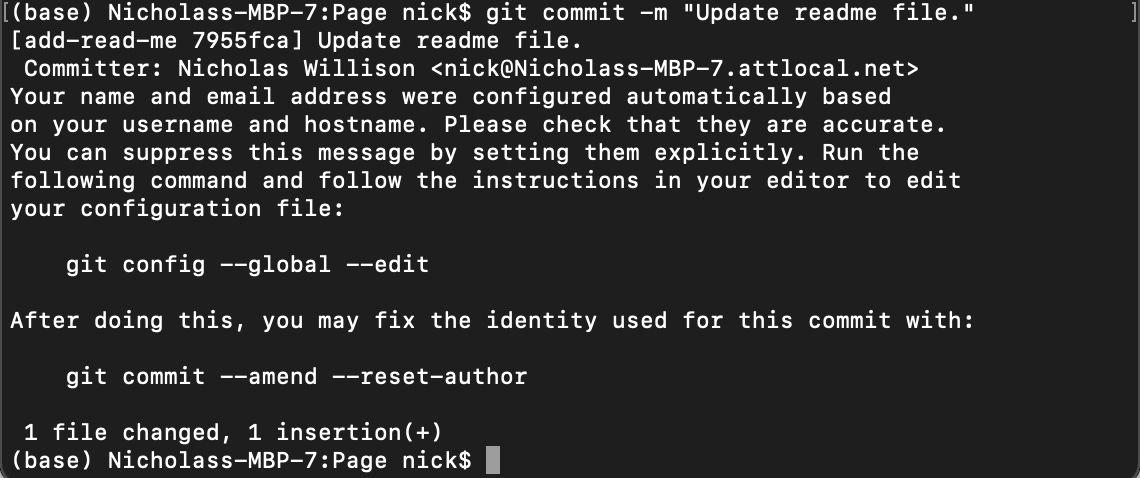 [(base) Nicholass-MBP-7:Page nick$ git commit -m "Update readme file."]
[add-read-me 7955fca] Update readme file.
 Committer: Nicholas Willison <nick@Nicholass-MBP-7.attlocal.net>
Your name and email address were configured automatically based
on your username and hostname. Please check that they are accurate.
You can suppress this message by setting them explicitly. Run the
following command and follow the instructions in your editor to edit
your configuration file:

    git config --global --edit

After doing this, you may fix the identity used for this commit with:

    git commit --amend --reset-author

 1 file changed, 1 insertion(+)
(base) Nicholass-MBP-7:Page nick$